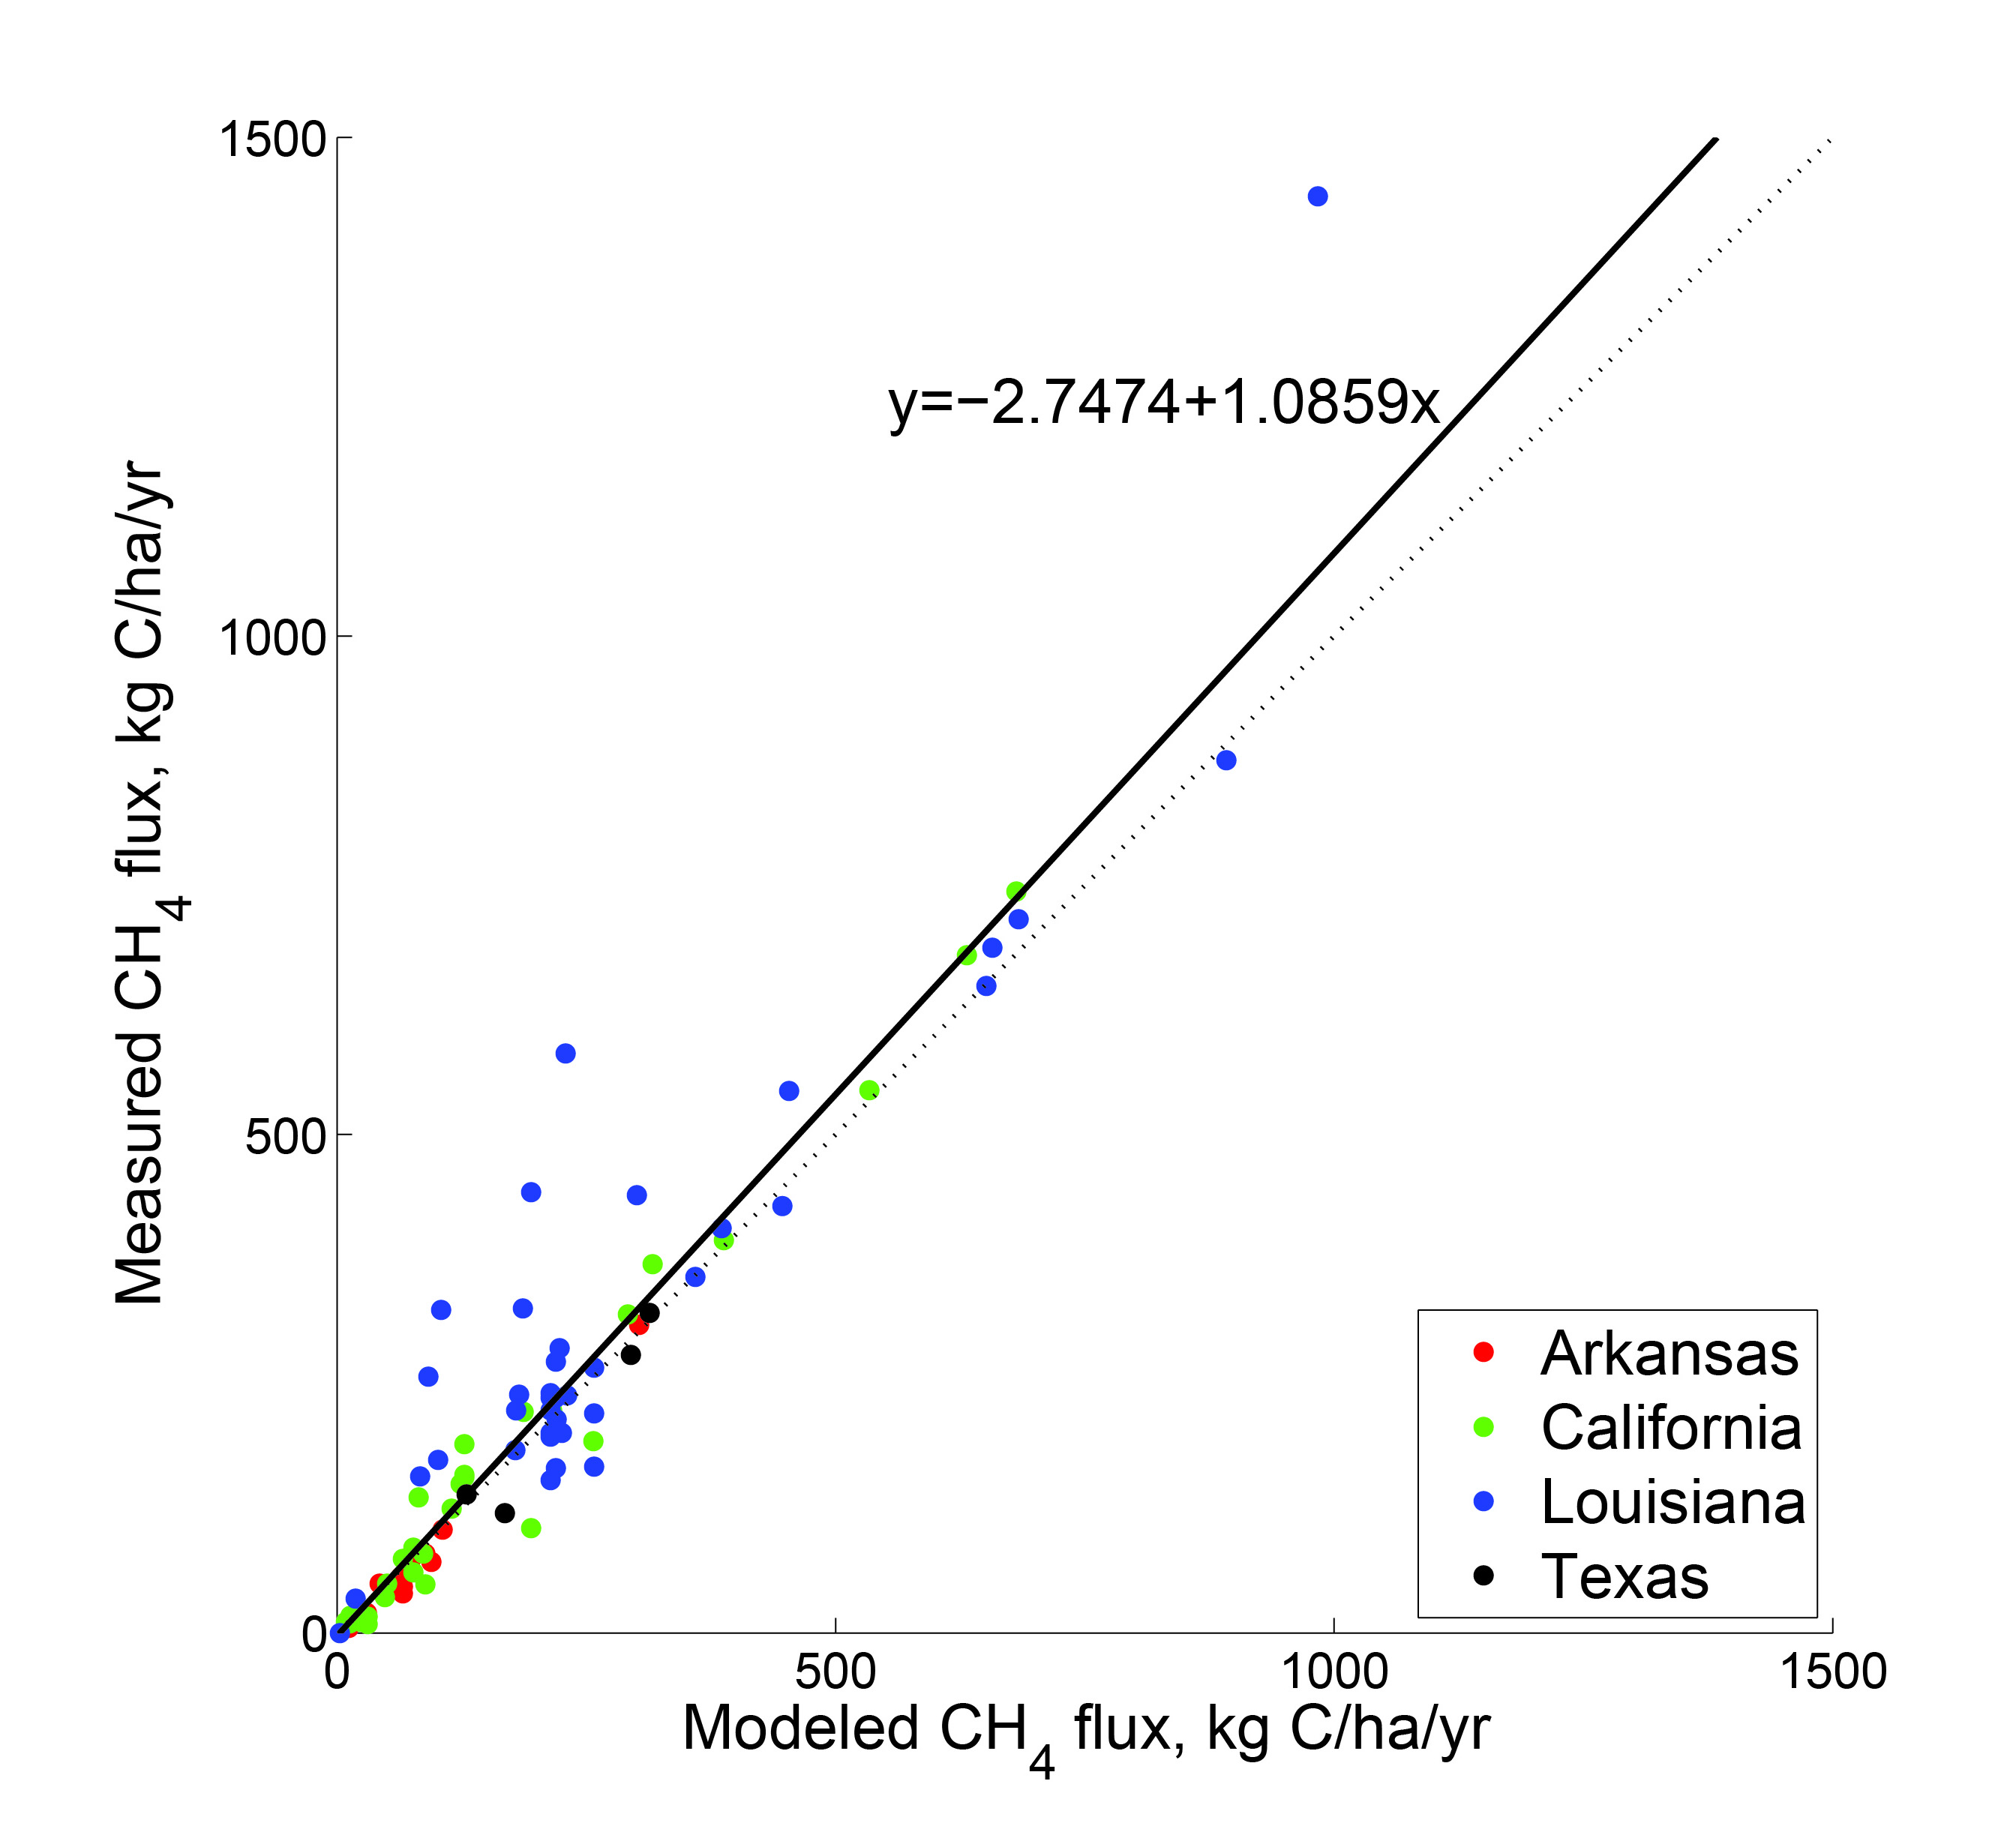 1500
1000
500
0
0 500 1000 1500
Measured CH4 flux, kg C/ha/yr
Modeled CH4 flux, kg C/ha/yr
y=−2.7474+1.0859x
Arkansas
California
Louisiana
Texas